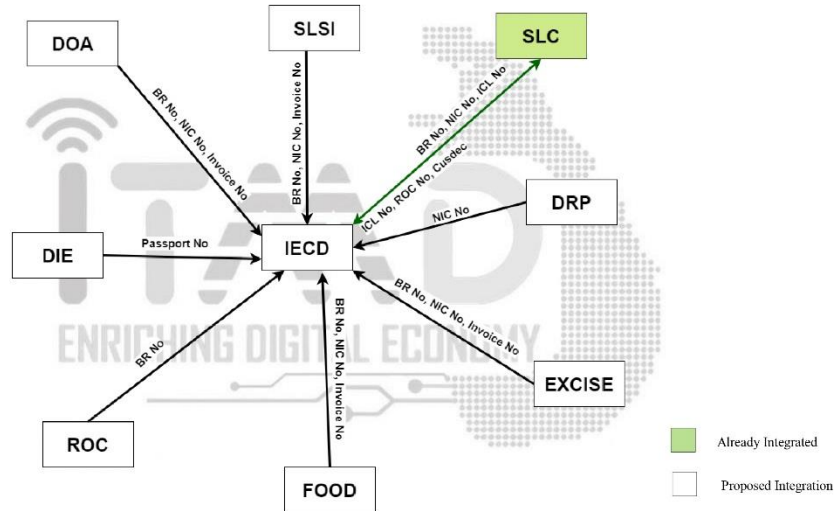 DOA
SLSI
SLC
BR No, NIC No, Invoice No
BR No, NIC No, Invoice No
BR No, NIC No, ICL No
ICL No, ROC No, Cusdec
DRP
NIC No
DIE
Passport No
IECD
ITMD
ENRICHING DIGITAL ECONOMY
BR No
BR No, NIC No, Invoice No
BR No, NIC No, Invoice No
EXCISE
ROC
FOOD
Already Integrated
Proposed Integration